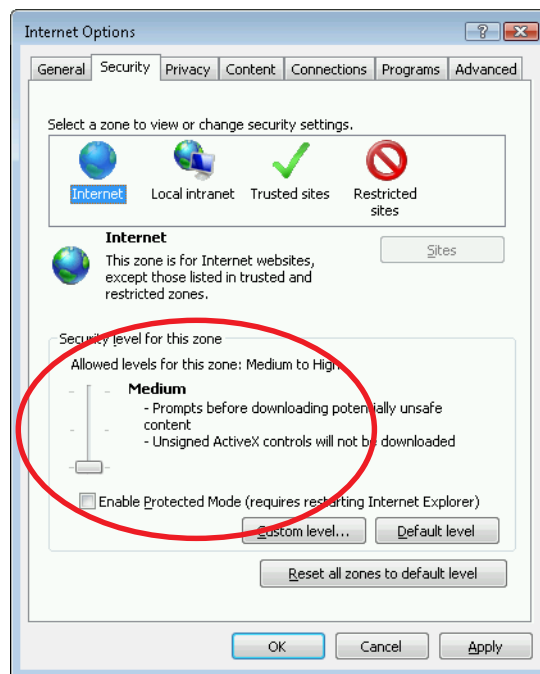 Internet Options
General Security Privacy Content Connections Programs Advanced
Select a zone to view or change security settings.
Internet Local intranet Trusted sites Restricted
sites
Internet
This zone is for Internet websites,
except those listed in trusted and
restricted zones.
Sites
Security level for this zone
Allowed levels for this zone: Medium to High
Medium
- Prompts before downloading potentially unsafe
content
- Unsigned ActiveX controls will not be downloaded
Enable Protected Mode (requires restarting Internet Explorer)
Custom level... Default level
Reset all zones to default level
OK Cancel Apply